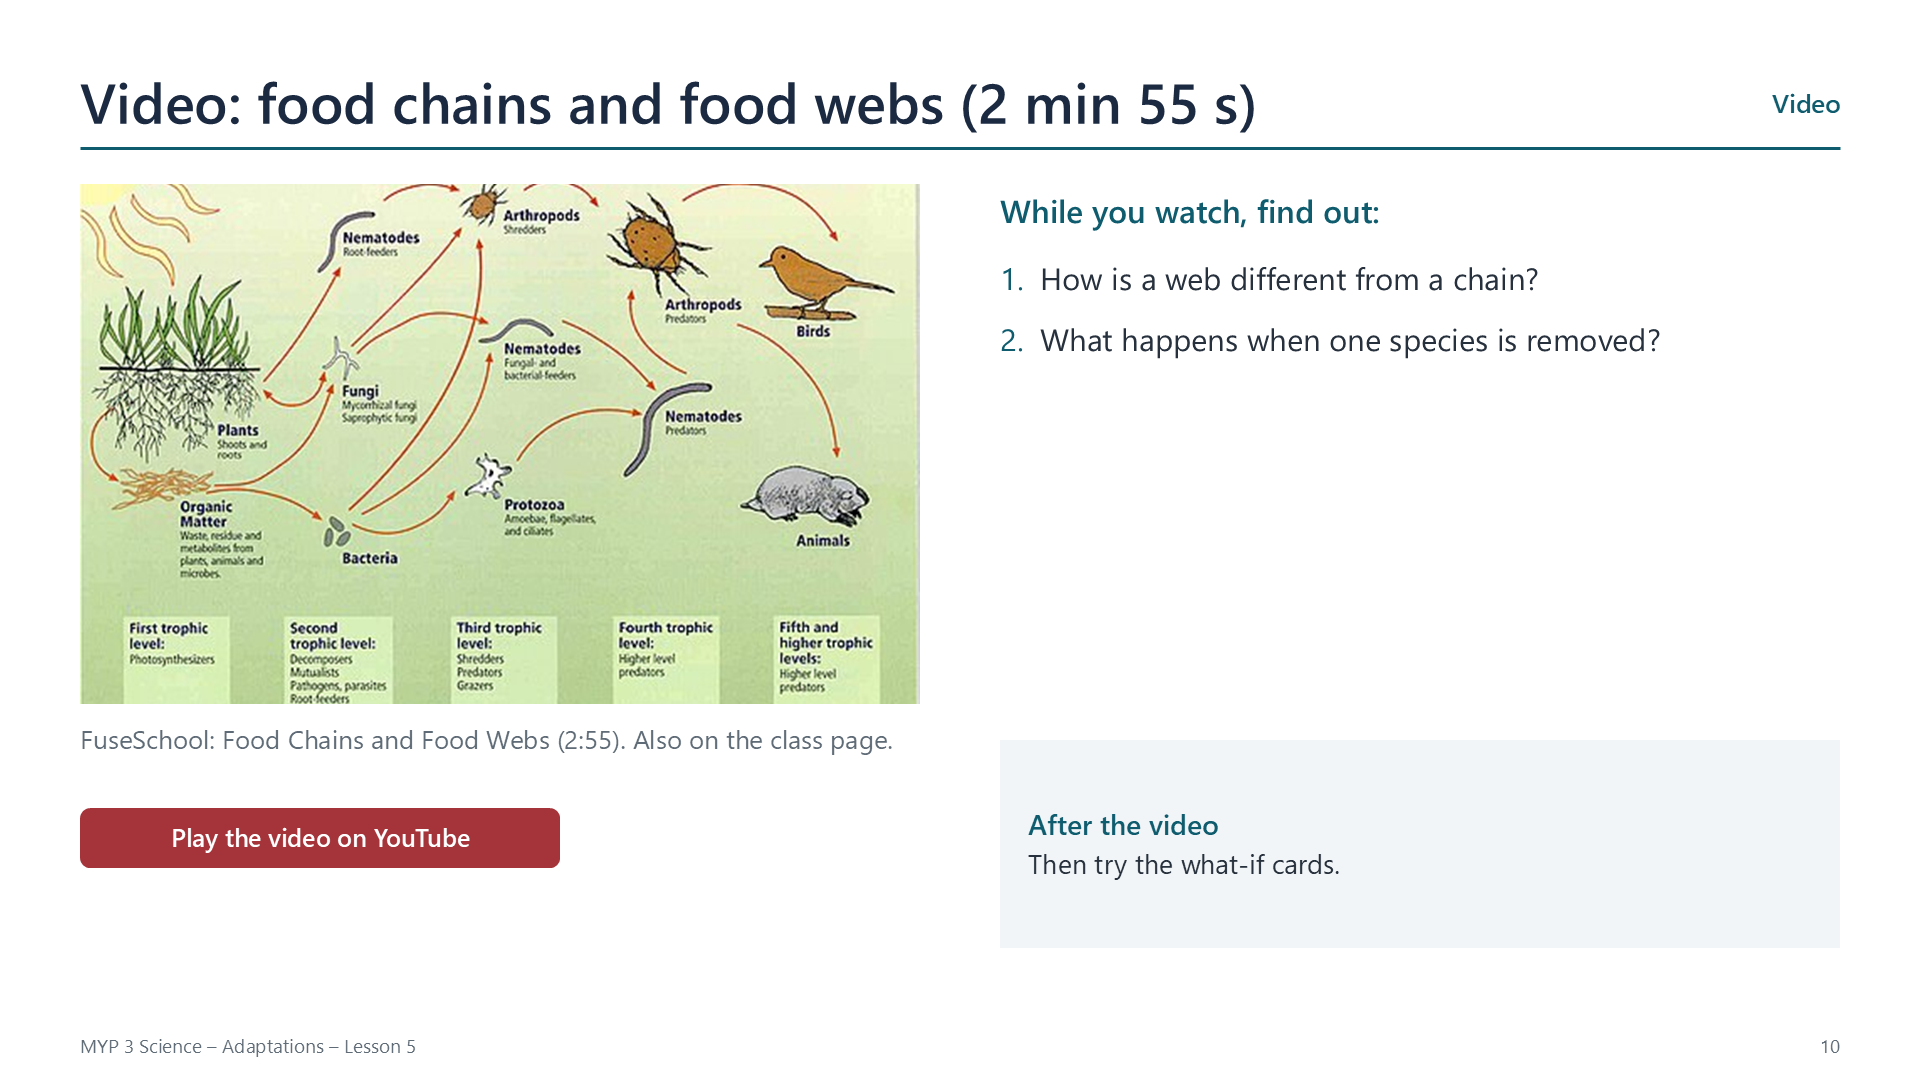 Video: food chains and food webs (2 min 55 s)
Video
Arthropods
Shredders
Nematodes
Root-feeders
Arthropods
Predators
Birds
Nematodes
Fungal- and
bacterial-feeders
Fungi
Mycorrhizal fungi
Saprophytic fungi
Nematodes
Predators
Plants
Shoots and
roots
Organic
Matter
Waste, residue and
metabolites from
plants, animals and
microbes.
Protozoa
Amoebae, flagellates,
and ciliates
Bacteria
Animals
First trophic
level:
Photosynthesizers
Second
trophic level:
Decomposers
Mutualists
Pathogens, parasites
Root-feeders
Third trophic
level:
Shredders
Predators
Grazers
Fourth trophic
level:
Higher level
predators
Fifth and
higher trophic
levels:
Higher level
predators
FuseSchool: Food Chains and Food Webs (2:55). Also on the class page.
Play the video on YouTube
While you watch, find out:
1. How is a web different from a chain?
2. What happens when one species is removed?
After the video
Then try the what-if cards.
MYP 3 Science – Adaptations – Lesson 5
10